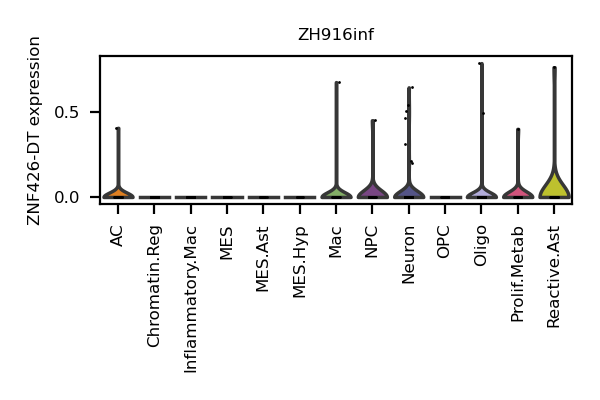 ZH916inf
ZNF426-DT expression
0.5
0.0
AC
Chromatin.Reg
Inflammatory.Mac
MES
MES.Ast
MES.Hyp
Mac
NPC
Neuron
OPC
Oligo
Prolif.Metab
Reactive.Ast